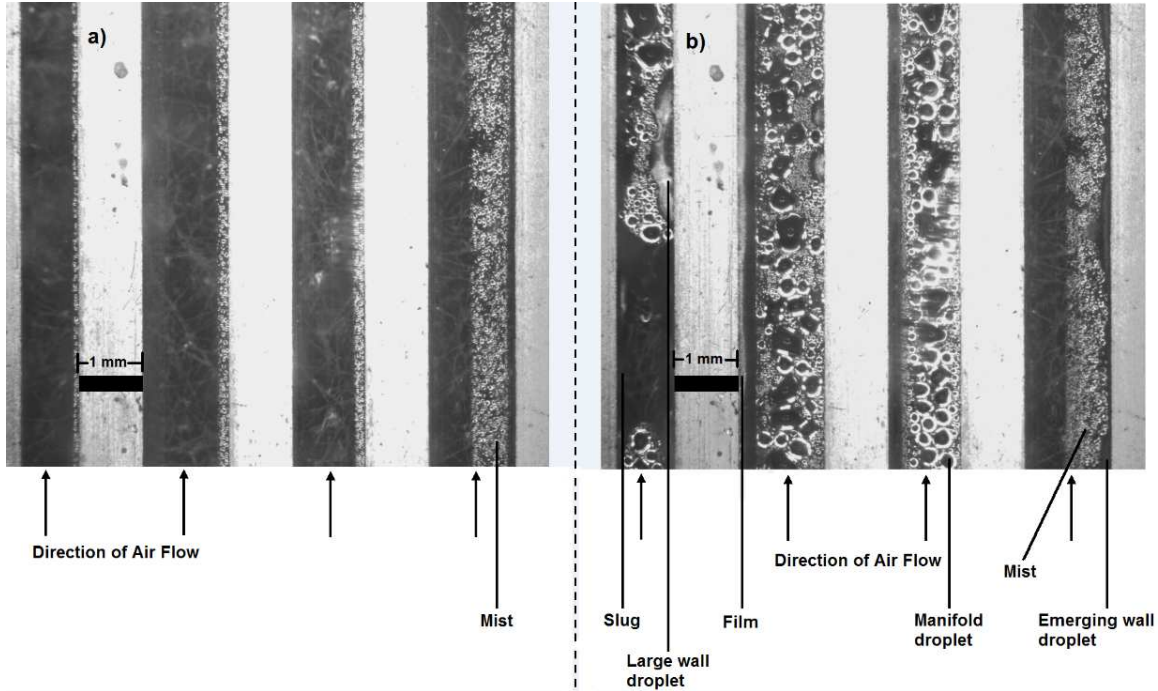 a)
1 mm
Direction of Air Flow
Mist
b)
1 mm
Direction of Air Flow
Mist
Slug
Film
Manifold
droplet
Emerging wall
droplet
Large wall
droplet